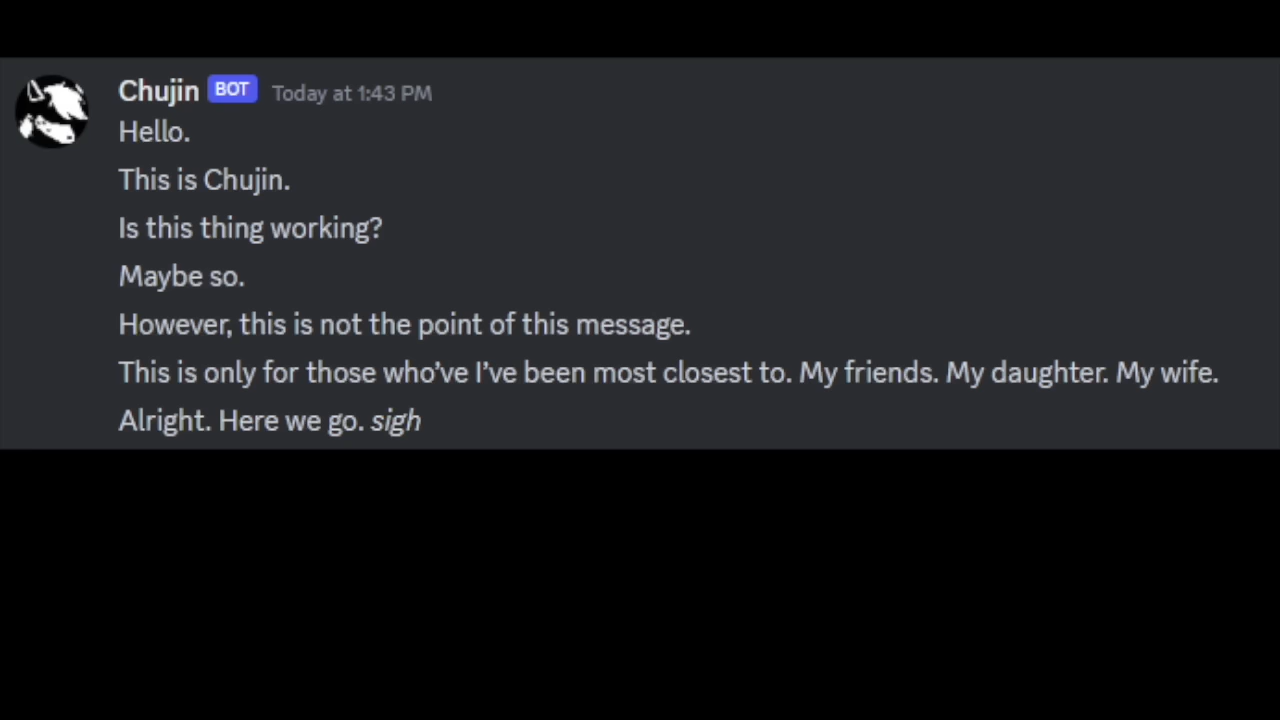 Chujin BOT Today at 1:43 PM
Hello.
This is Chujin.
Is this thing working?
Maybe so.
However, this is not the point of this message.
This is only for those who’ve I’ve been most closest to. My friends. My daughter. My wife.
Alright. Here we go. sigh